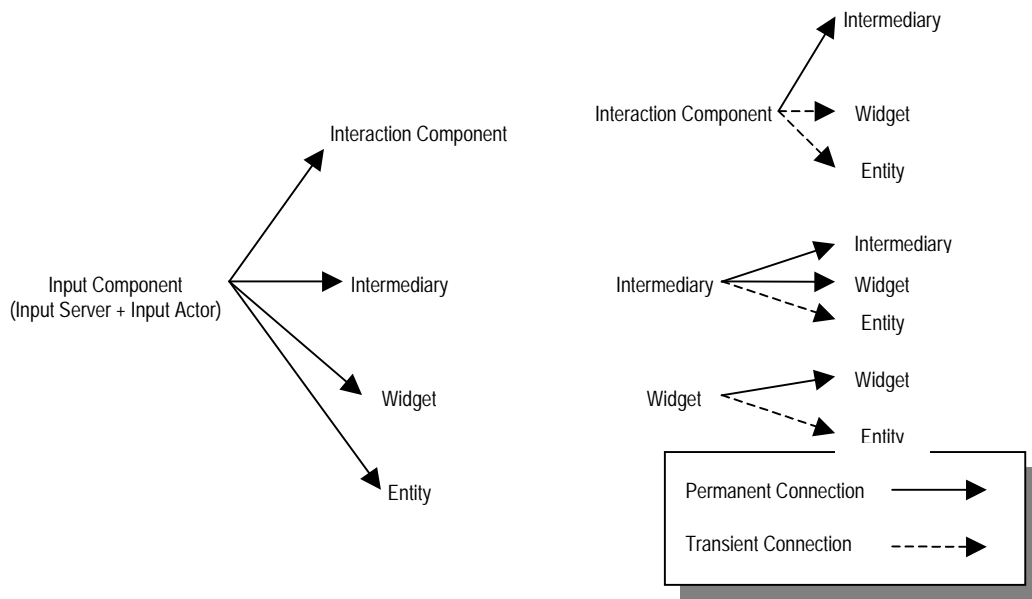 Input Component
(Input Server + Input Actor)
Interaction Component
Intermediary
Widget
Entity
Interaction Component
Intermediary
Widget
Entity
Intermediary
Intermediary
Widget
Entity
Widget
Widget
Entity
Permanent Connection
Transient Connection